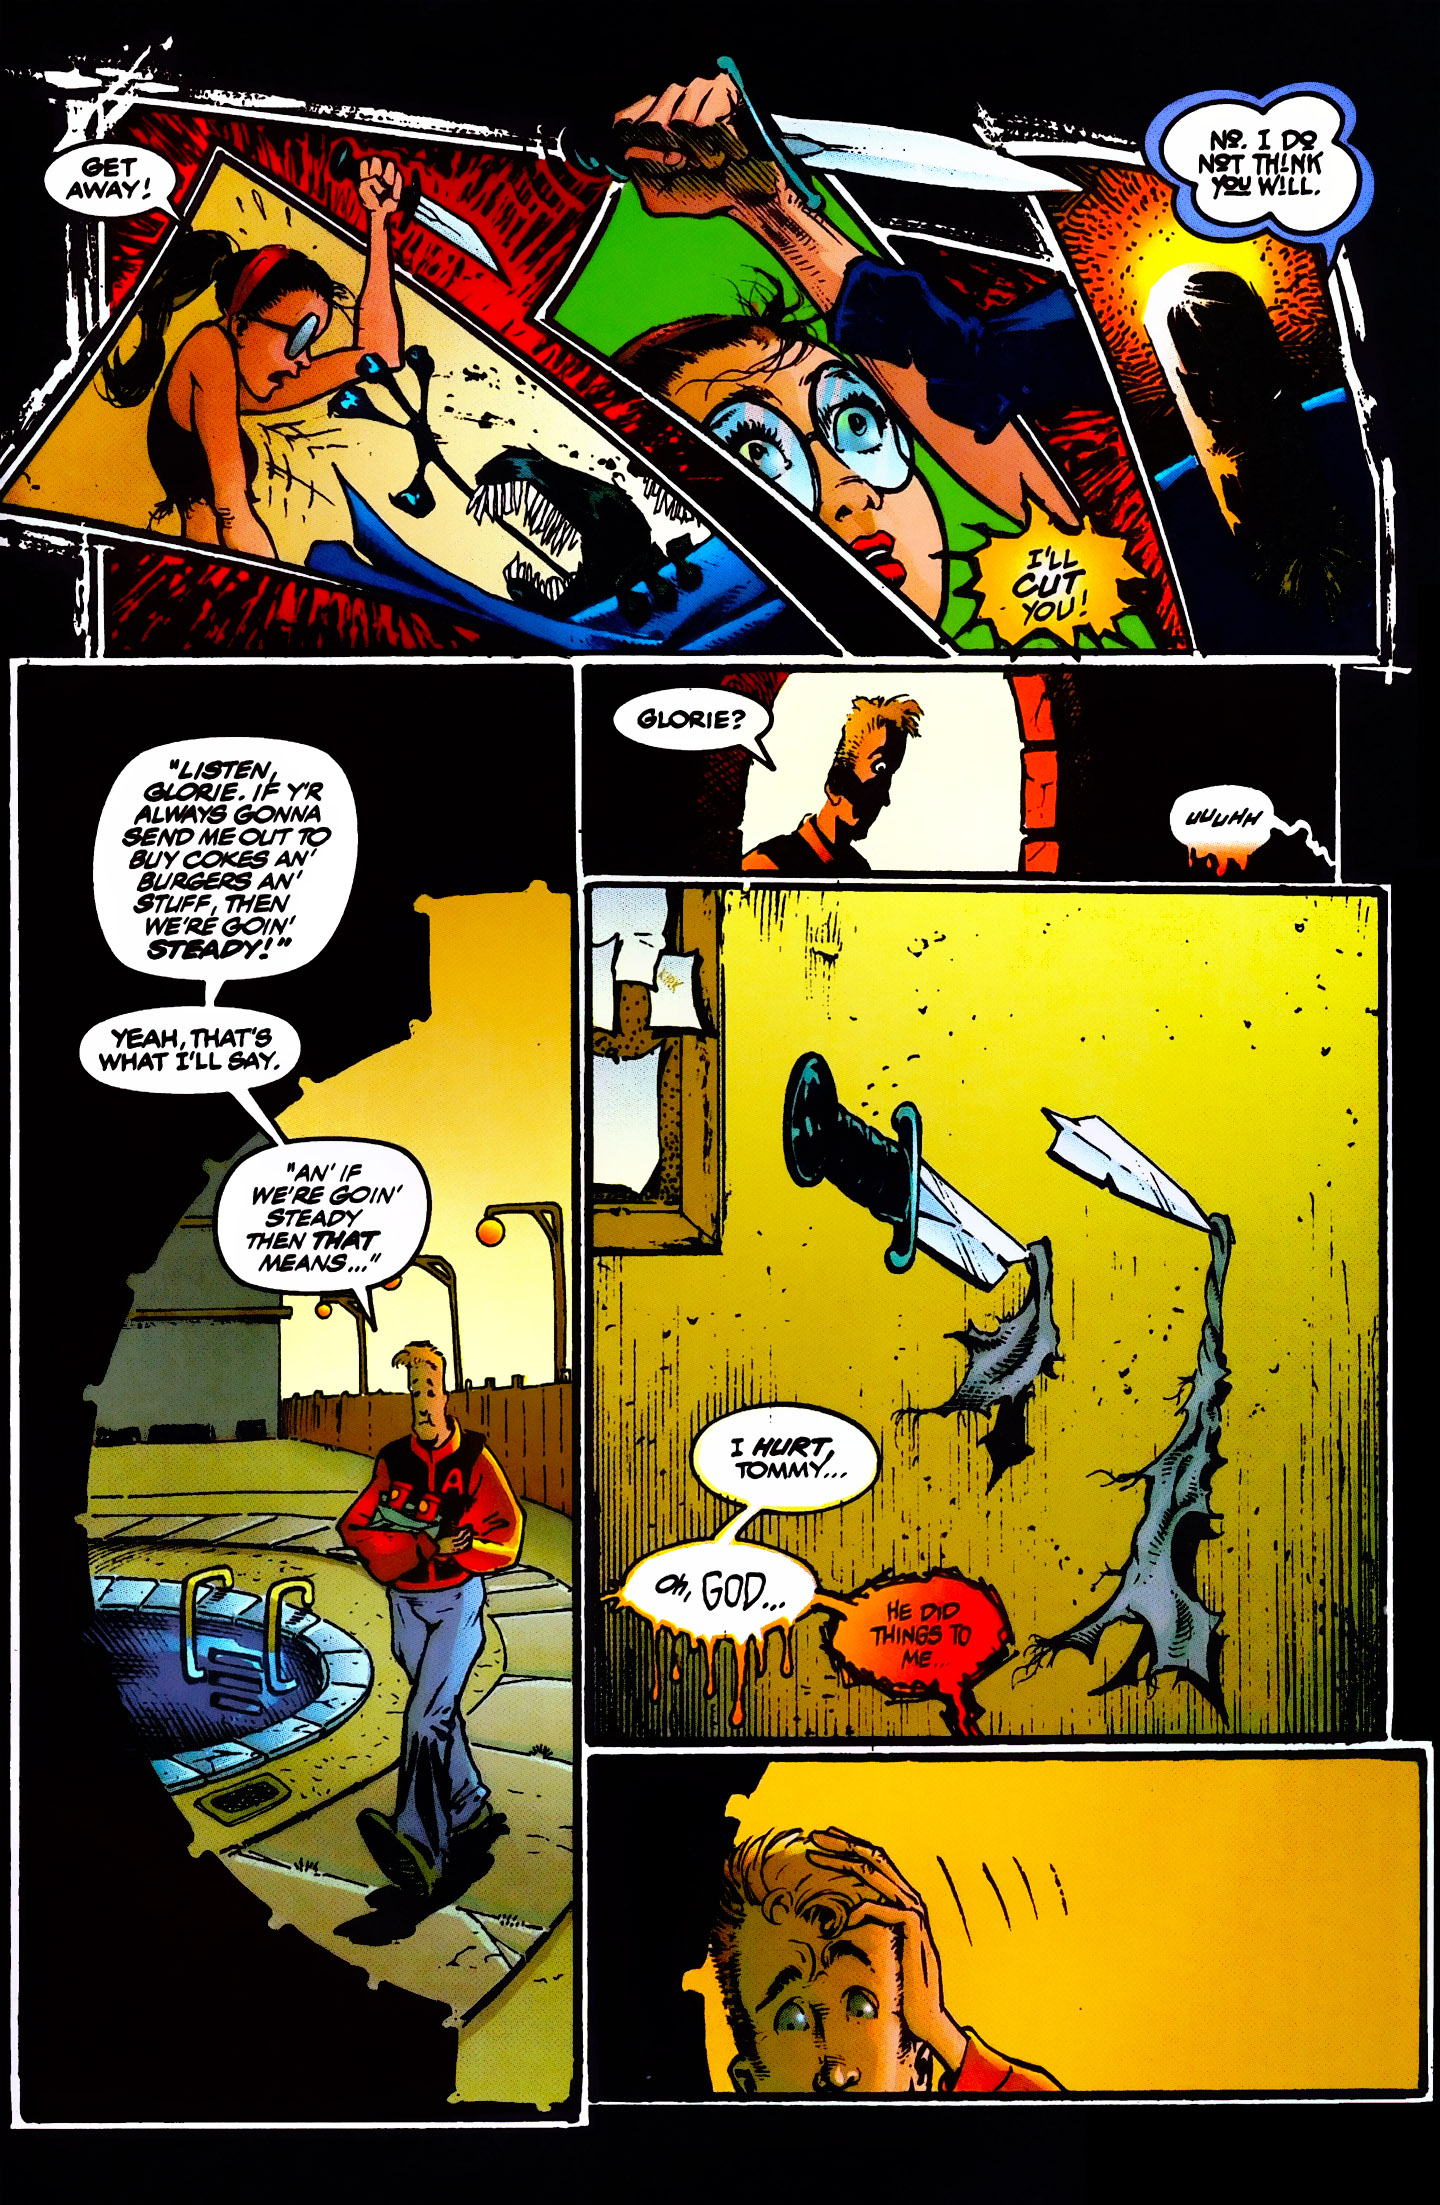 GET
AWAY!
I'LL
CUT
YOU!
NO. I DO
NOT THINK
YOU WILL.
"LISTEN,
GLORIE. IF Y'R
ALWAYS GONNA
SEND ME OUT TO
BUY COKES AN'
BURGERS AN'
STUFF, THEN
WE'RE GOIN'
STEADY!"
YEAH, THAT'S
WHAT I'LL SAY.
"AN' IF
WE'RE GOIN'
STEADY
THEN THAT
MEANS..."
A
GLORIE?
UUUHH
KIRK
I HURT,
TOMMY...
Oh, GOD...
HE DID
THINGS TO
ME...